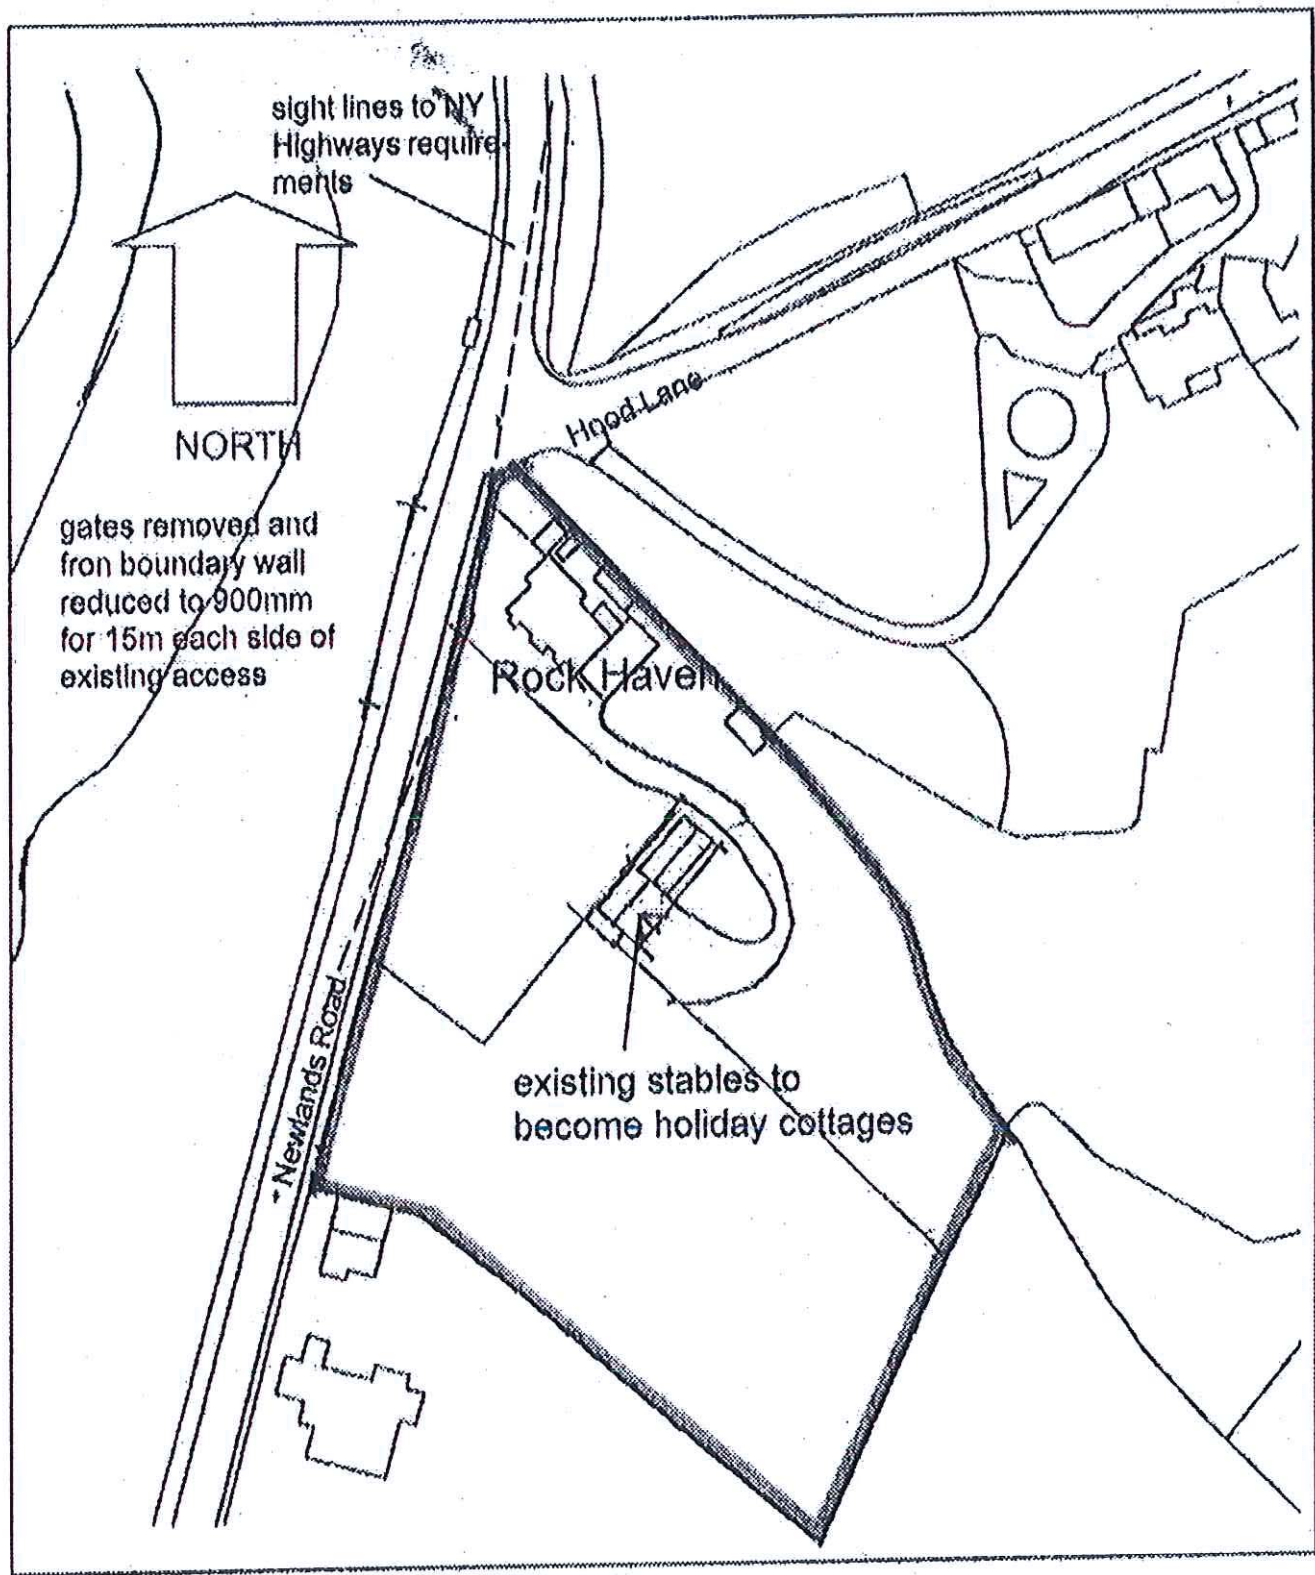 sight lines to NY
Highways require-
ments
NORTH
Hood Lane
gates removed and
fron boundary wall
reduced to 900mm
for 15m each side of
existing access
Rock Haven
Newlands Road
existing stables to
become holiday cottages